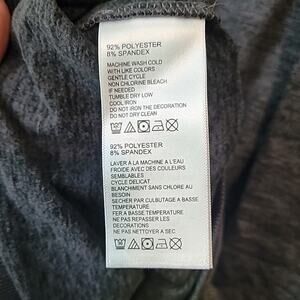 92% POLYESTER
8% SPANDEX
MACHINE WASH COLD
WITH LIKE COLORS
GENTLE CYCLE
NON CHLORINE BLEACH
IF NEEDED
TUMBLE DRY LOW
COOL IRON
DO NOT IRON THE DECORATION
DO NOT DRY CLEAN
92% POLYESTER
8% SPANDEX
LAVER A LA MACHINE A L'EAU
FROIDE AVEC DES COULEURS
SEMBLABLES
CYCLE DELICAT
BLANCHIMENT SANS CHLORE AU
BESOIN
SECHER PAR CULBUTAGE A BASSE
TEMPERATURE
FER A BASSE TEMPERATURE
NE PAS REPASSER LES
DECORATIONS
NE PAS NETTOYER A SEC